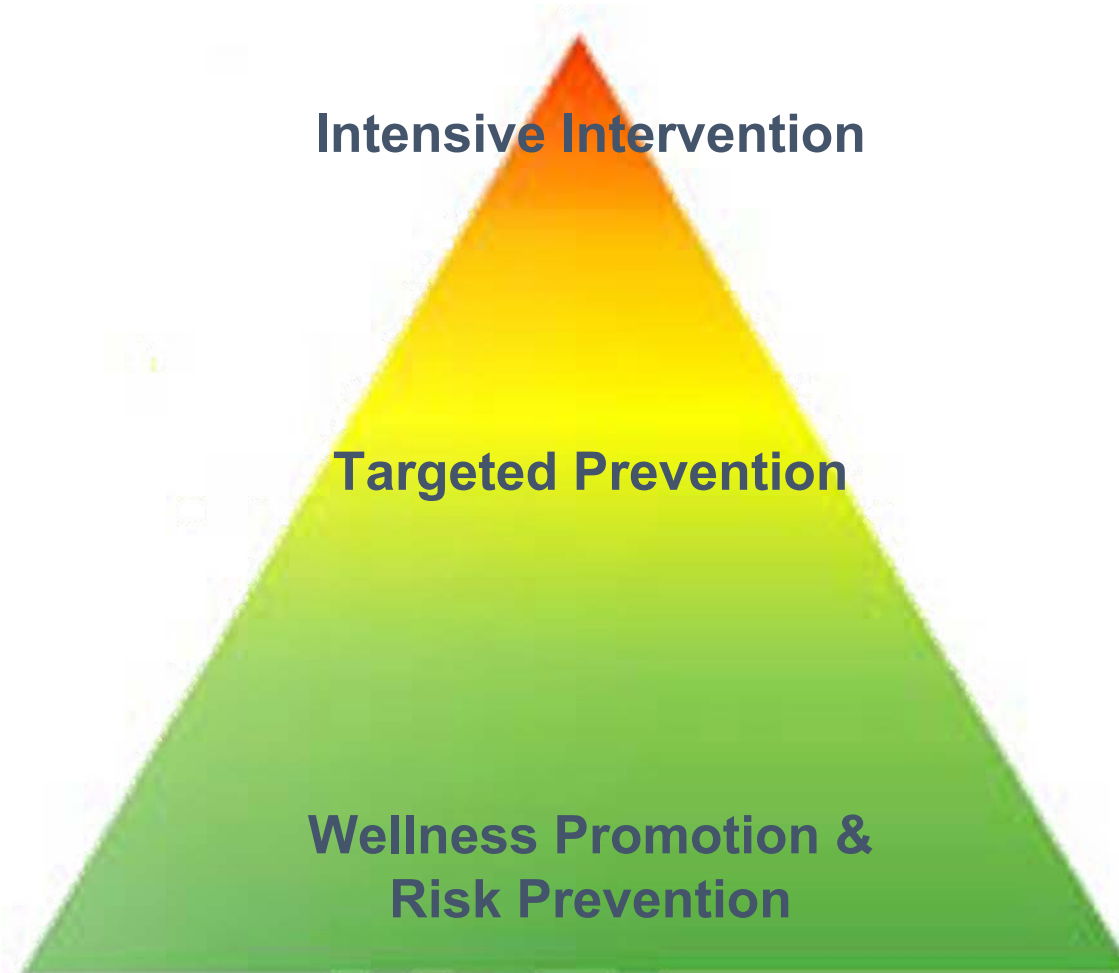 Intensive Intervention
Targeted Prevention
Wellness Promotion &
Risk Prevention